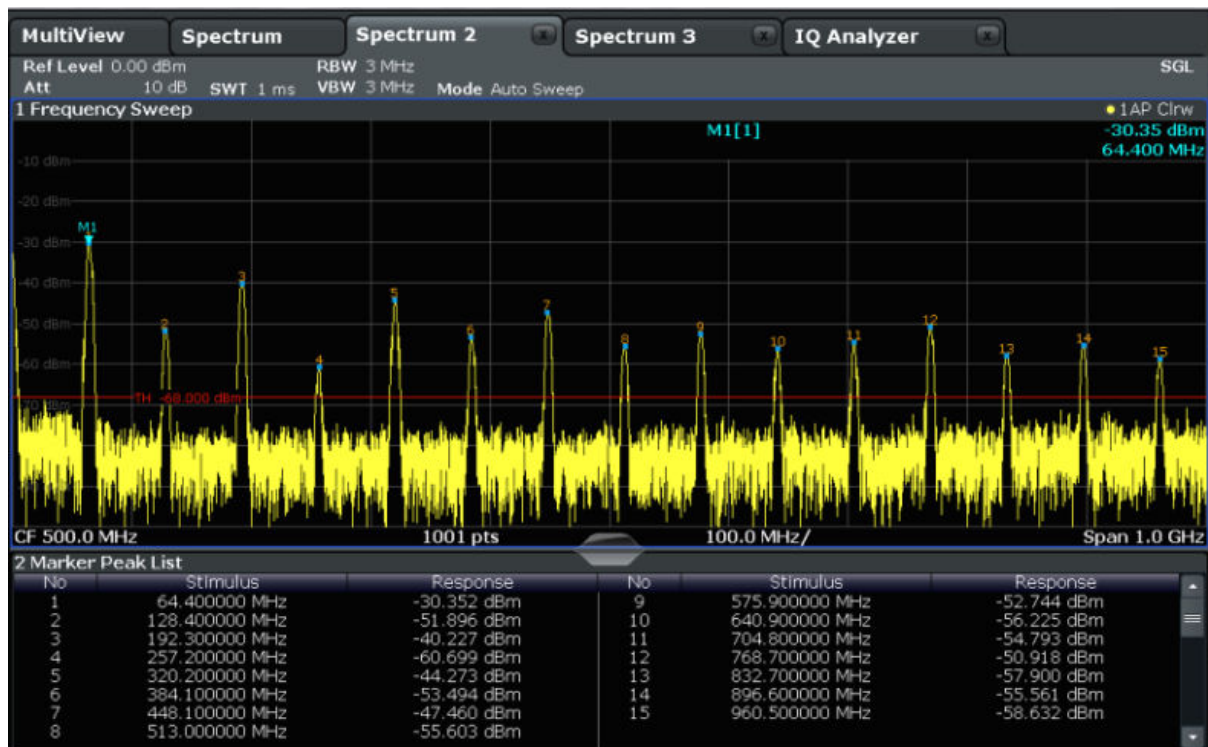 MultiView Spectrum Spectrum 2 x Spectrum 3 x IQ Analyzer x
Ref Level 0.00 dBm RBW 3 MHz SGL
Att 10 dB SWT 1 ms VBW 3 MHz Mode Auto Sweep
1 Frequency Sweep 1AP Clrw
M1[1] -30.35 dBm
64.400 MHz
-10 dBm
-20 dBm
M1
-30 dBm
3
-40 dBm
5
7
12
-50 dBm 2 6 9 11
8 10 13 14 15
-60 dBm 4
TH -68.000 dBm
-70 dBm
CF 500.0 MHz 1001 pts 100.0 MHz/ Span 1.0 GHz
2 Marker Peak List
No Stimulus Response No Stimulus Response
1 64.400000 MHz -30.352 dBm 9 575.900000 MHz -52.744 dBm
2 128.400000 MHz -51.896 dBm 10 640.900000 MHz -56.225 dBm
3 192.300000 MHz -40.227 dBm 11 704.800000 MHz -54.793 dBm
4 257.200000 MHz -60.699 dBm 12 768.700000 MHz -50.918 dBm
5 320.200000 MHz -44.273 dBm 13 832.700000 MHz -57.900 dBm
6 384.100000 MHz -53.494 dBm 14 896.600000 MHz -55.561 dBm
7 448.100000 MHz -47.460 dBm 15 960.500000 MHz -58.632 dBm
8 513.000000 MHz -55.603 dBm